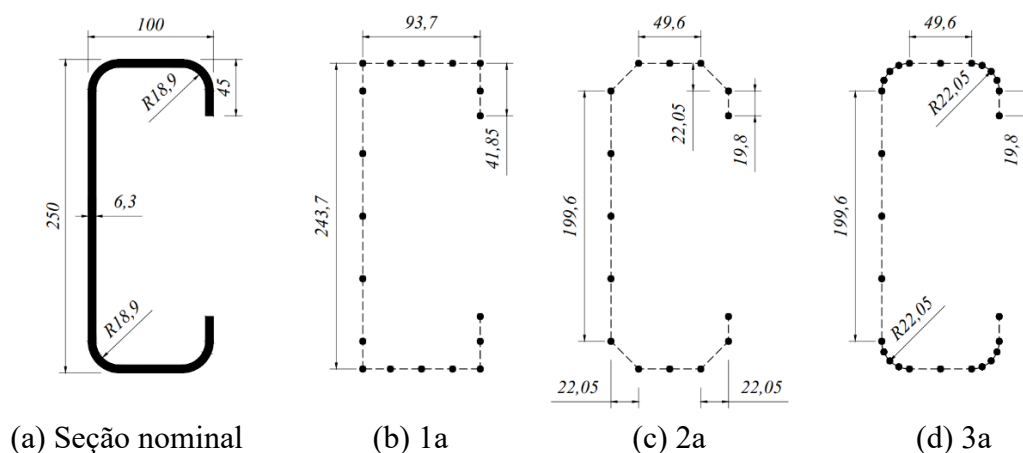 100
R18,9
45
250
6,3
R18,9
(a) Seção nominal
93,7
41,85
243,7
(b) 1a
49,6
22,05
19,8
199,6
22,05
22,05
(c) 2a
49,6
R22,05
19,8
199,6
R22,05
(d) 3a